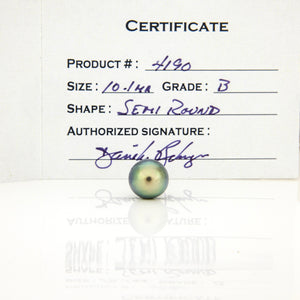 CERTIFICATE
PRODUCT #: 4190
SIZE: 10.1MM GRADE: B
SHAPE: SEMI ROUND
AUTHORIZED SIGNATURE: